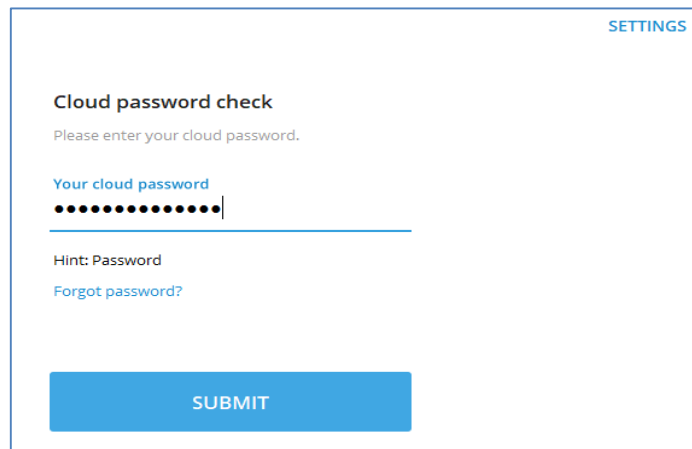 SETTINGS
Cloud password check
Please enter your cloud password.
Your cloud password
●●●●●●●●●●●●●●
Hint: Password
Forgot password?
SUBMIT